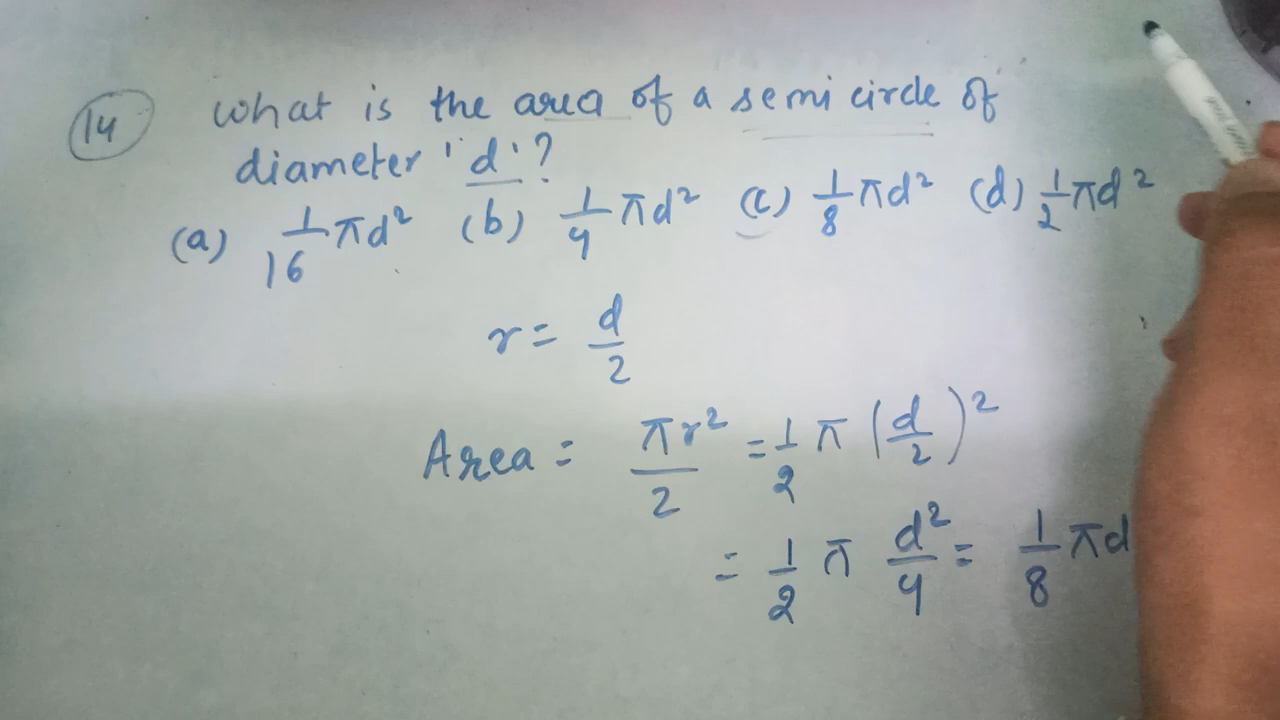 14 What is the area of a semi circle of
diameter 'd'?
(a) 1/16 πd² (b) 1/4 πd² (c) 1/8 πd² (d) 1/2 πd²
r = d/2
Area = πr²/2 = 1/2 π (d/2)²
= 1/2 π d²/4 = 1/8 πd